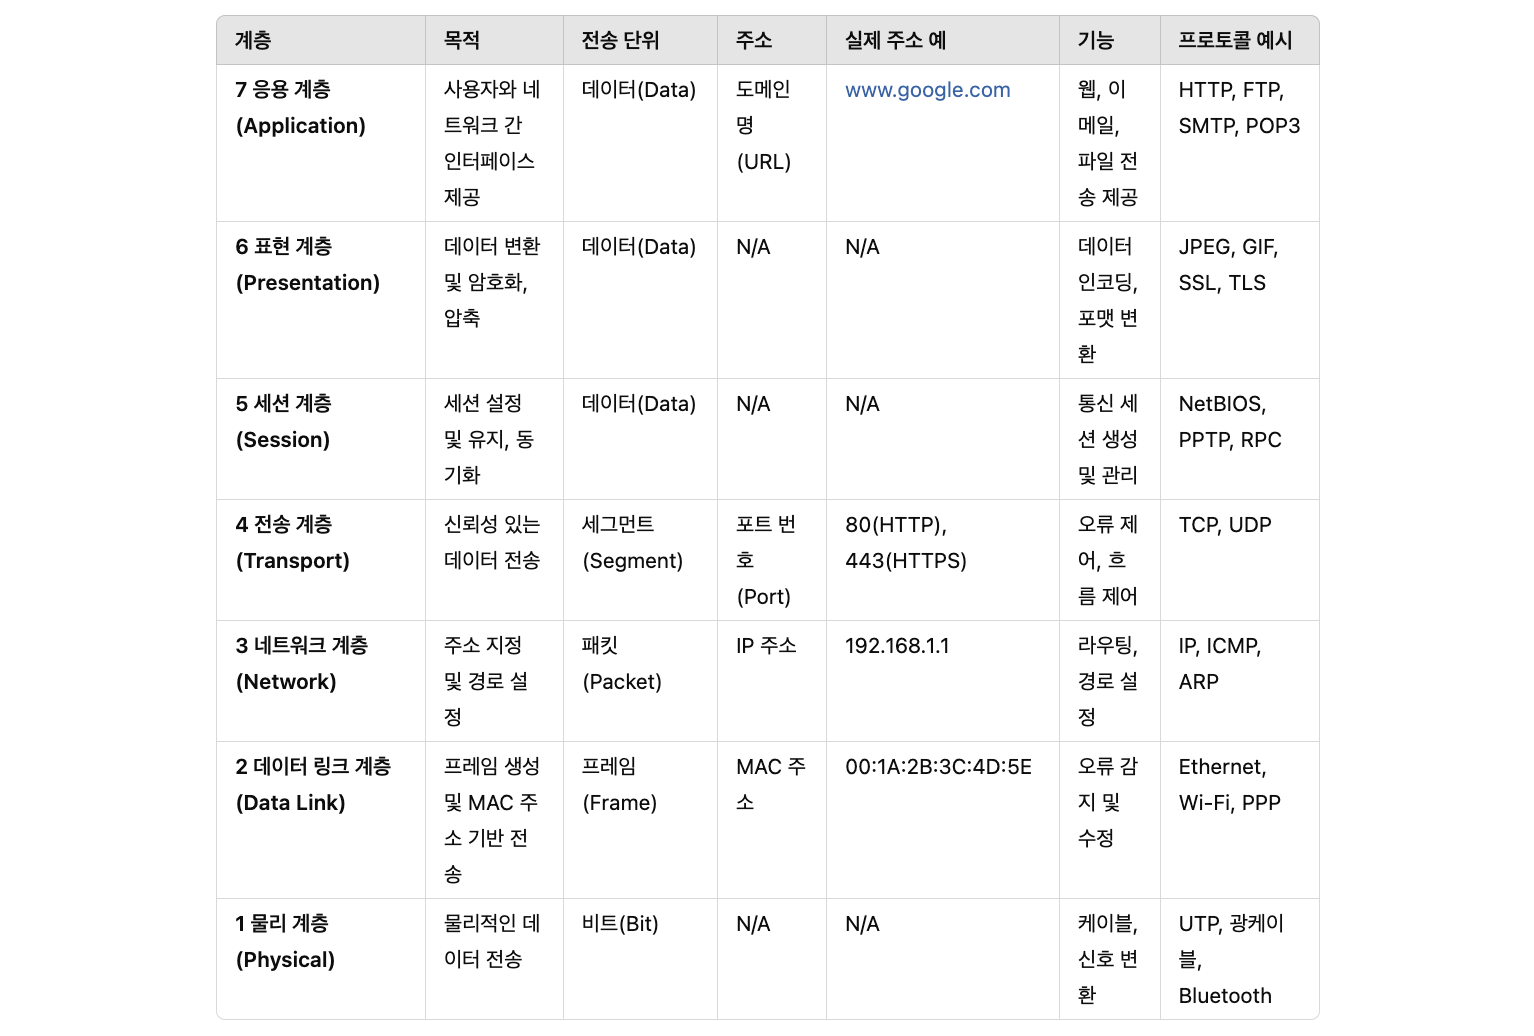 계층 목적 전송 단위 주소 실제 주소 예 기능 프로토콜 예시
7 응용 계층
(Application)
사용자와 네
트워크 간
인터페이스
제공
데이터(Data)
도메인
명
(URL)
www.google.com
웹, 이
메일,
파일 전
송 제공
HTTP, FTP,
SMTP, POP3
6 표현 계층
(Presentation)
데이터 변환
및 암호화,
압축
데이터(Data)
N/A
N/A
데이터
인코딩,
포맷 변
환
JPEG, GIF,
SSL, TLS
5 세션 계층
(Session)
세션 설정
및 유지, 동
기화
데이터(Data)
N/A
N/A
통신 세
션 생성
및 관리
NetBIOS,
PPTP, RPC
4 전송 계층
(Transport)
신뢰성 있는
데이터 전송
세그먼트
(Segment)
포트 번
호
(Port)
80(HTTP),
443(HTTPS)
오류 제
어, 흐
름 제어
TCP, UDP
3 네트워크 계층
(Network)
주소 지정
및 경로 설
정
패킷
(Packet)
IP 주소
192.168.1.1
라우팅,
경로 설
정
IP, ICMP,
ARP
2 데이터 링크 계층
(Data Link)
프레임 생성
및 MAC 주
소 기반 전
송
프레임
(Frame)
MAC 주
소
00:1A:2B:3C:4D:5E
오류 감
지 및
수정
Ethernet,
Wi-Fi, PPP
1 물리 계층
(Physical)
물리적인 데
이터 전송
비트(Bit)
N/A
N/A
케이블,
신호 변
환
UTP, 광케이
블,
Bluetooth